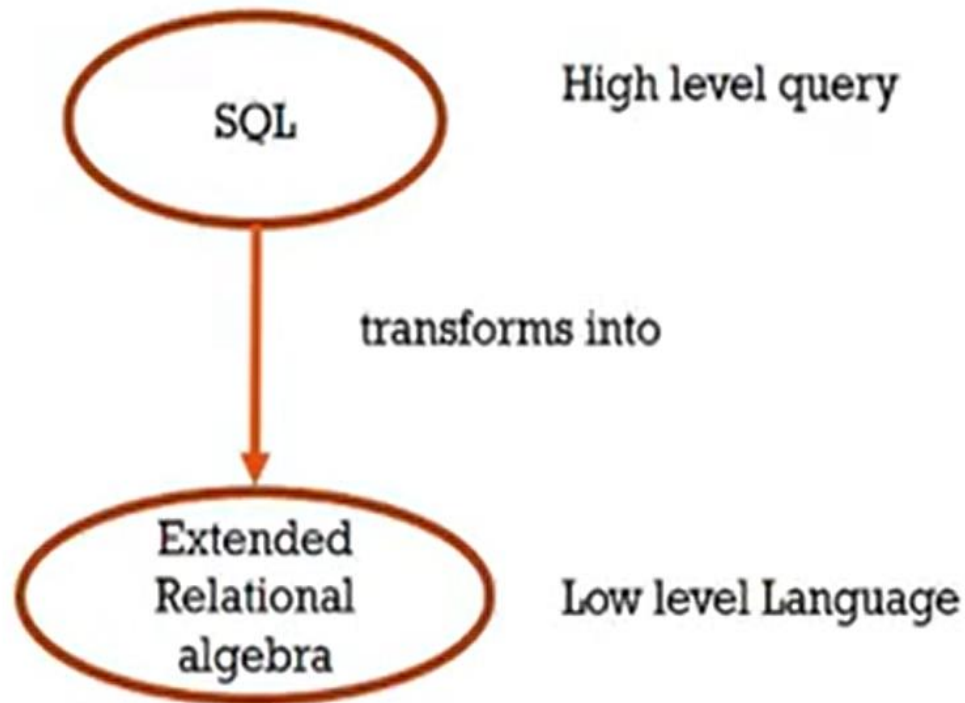 SQL
High level query
transforms into
Extended
Relational
algebra
Low level Language